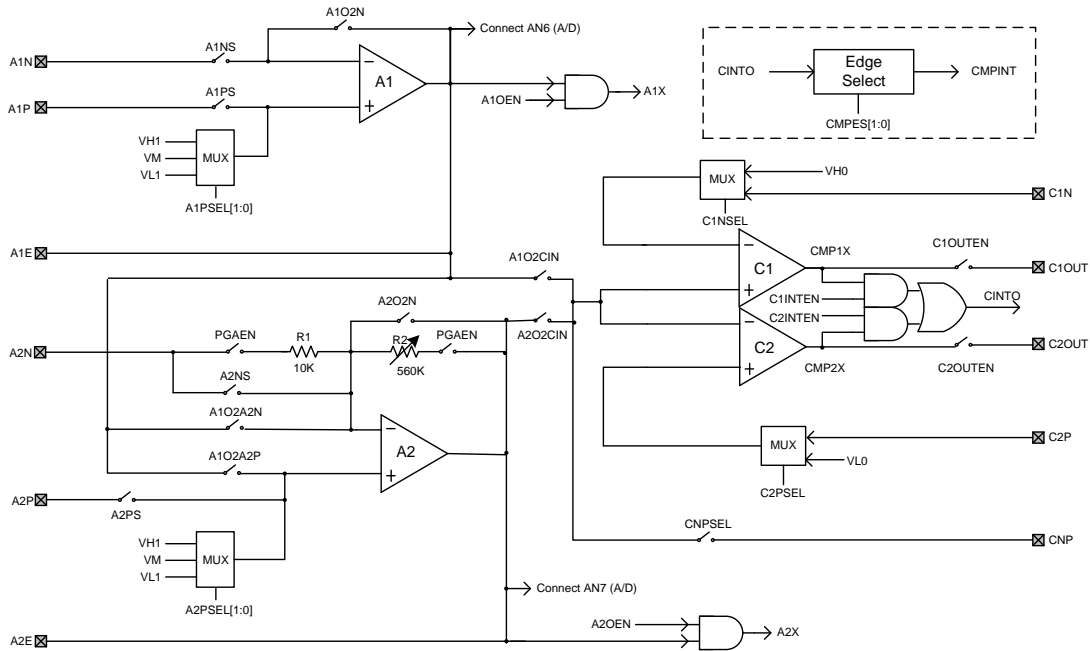 A1O2N
Connect AN6 (A/D)
A1N
A1NS
−
A1
+
A1P
A1PS
A1OEN
A1X
VH1
VM
VL1
MUX
A1PSEL[1:0]
CINTO
Edge
Select
CMPINT
CMPES[1:0]
MUX
VH0
C1N
C1NSEL
A1E
A1O2CIN
−
C1
+
CMP1X
C1OUTEN
C1OUT
C1INTEN
CINTO
C2INTEN
A2O2N
A2O2CIN
−
C2
+
CMP2X
C2OUT
C2OUTEN
A2N
PGAEN
R1
10K
R2
560K
PGAEN
A2NS
A1O2A2N
−
A2
+
A1O2A2P
A2P
A2PS
MUX
C2P
VL0
C2PSEL
VH1
VM
VL1
MUX
A2PSEL[1:0]
CNPSEL
CNP
Connect AN7 (A/D)
A2E
A2OEN
A2X